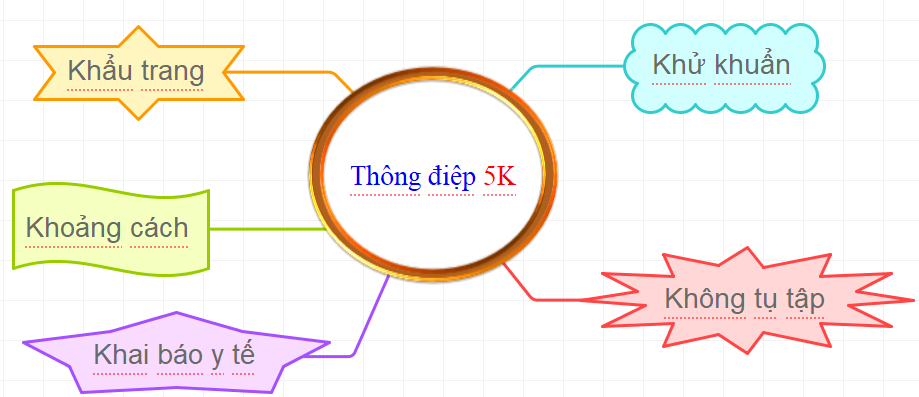 Khẩu trang
Khử khuẩn
Thông điệp 5K
Khoảng cách
Không tụ tập
Khai báo y tế